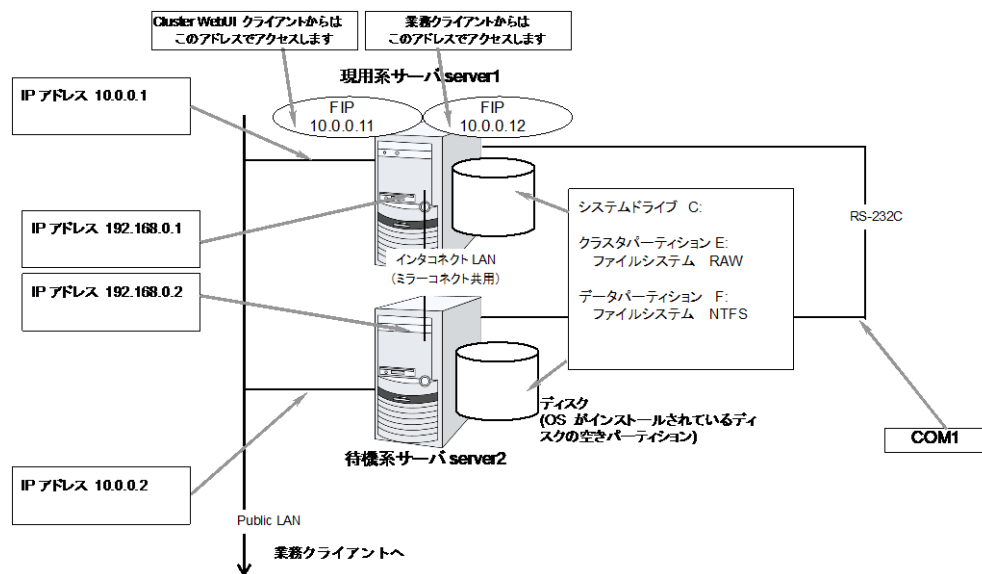 Cluster WebUI クライアントからは
このアドレスでアクセスします
業務クライアントからは
このアドレスでアクセスします
現用系サーバ server1
IP アドレス 10.0.0.1
FIP
10.0.0.11
FIP
10.0.0.12
システムドライブ C:
クラスタパーティション E:
ファイルシステム RAW
データパーティション F:
ファイルシステム NTFS
RS-232C
IP アドレス 192.168.0.1
インタコネクト LAN
（ミラーコネクト共用）
IP アドレス 192.168.0.2
ディスク
(OS がインストールされているディ
スクの空きパーティション)
COM1
待機系サーバ server2
IP アドレス 10.0.0.2
Public LAN
業務クライアントへ